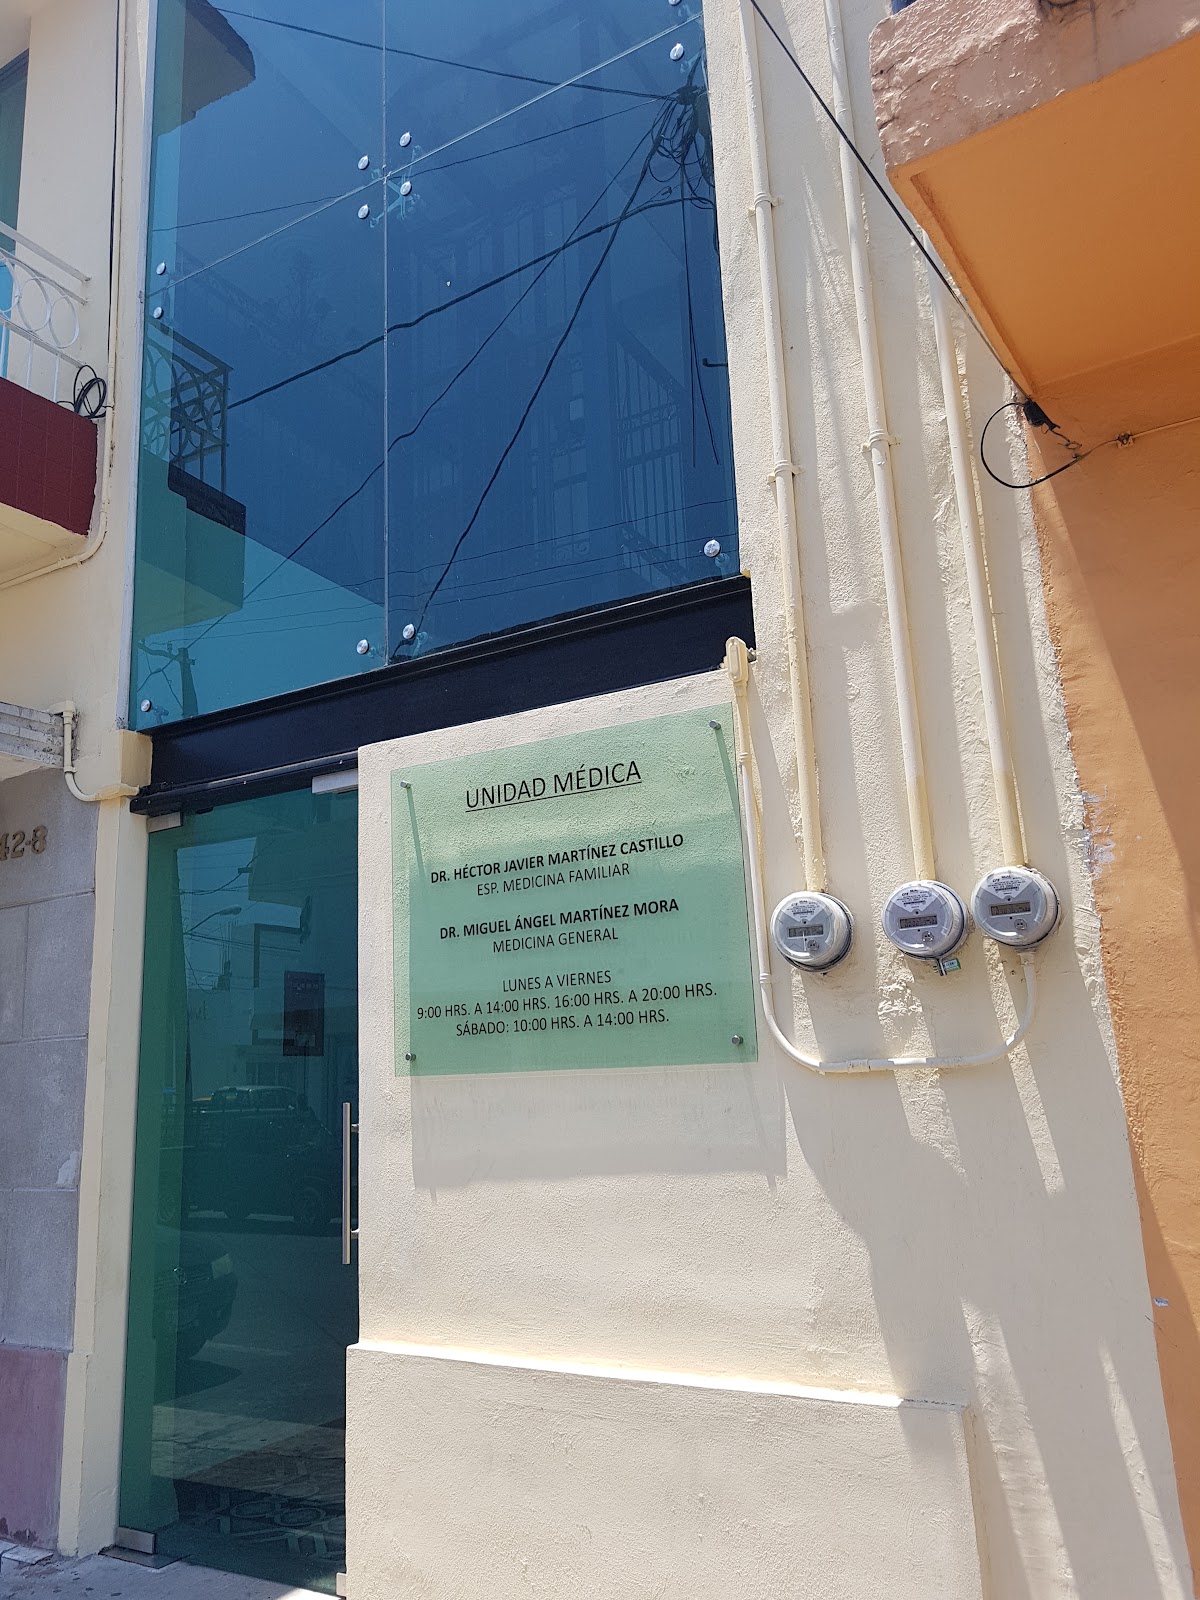 UNIDAD MÉDICA
DR. HÉCTOR JAVIER MARTÍNEZ CASTILLO
ESP. MEDICINA FAMILIAR
DR. MIGUEL ÁNGEL MARTÍNEZ MORA
MEDICINA GENERAL
LUNES A VIERNES
9:00 HRS. A 14:00 HRS. 16:00 HRS. A 20:00 HRS.
SÁBADO: 10:00 HRS. A 14:00 HRS.
42-8